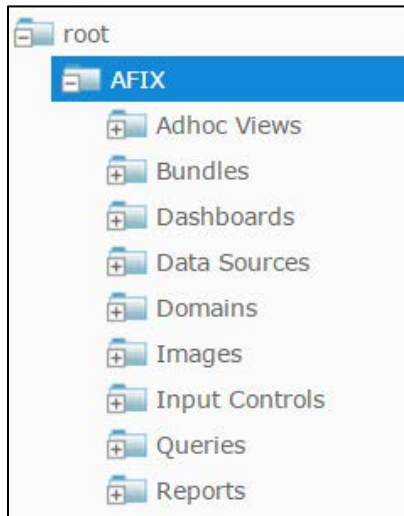 root
AFIX
Adhoc Views
Bundles
Dashboards
Data Sources
Domains
Images
Input Controls
Queries
Reports